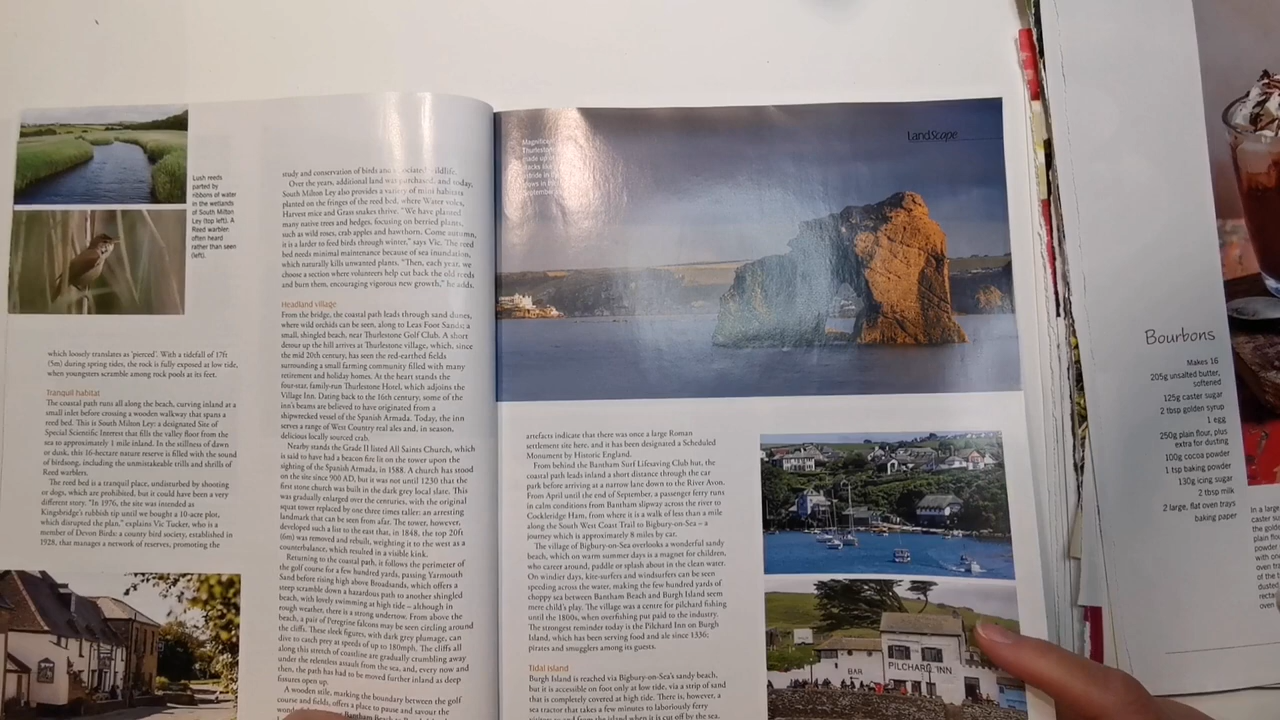 Lush reeds
parted by
ribbons of water
in the wetlands
of South Milton
Ley (top left). A
Reed warbler,
often heard
rather than seen
(left).
which loosely translates as 'pierced'. With a tidefall of 17ft
(5m) during spring tides, the rock is fully exposed at low tide,
when youngsters scramble among rock pools at its feet.
Tranquil habitat
The coastal path runs all along the beach, curving inland at a
small inlet before crossing a wooden walkway that spans a
reed bed. This is South Milton Ley: a designated Site of
Special Scientific Interest that fills the valley floor from the
sea to approximately 1 mile inland. In the stillness of dawn
or dusk, this 16-hectare nature reserve is filled with the sound
of birdsong, including the unmistakeable trills and shrills of
Reed warblers.
The reed bed is a tranquil place, undisturbed by shooting
or dogs, which are prohibited, but it could have been a very
different story. "In 1976, the site was intended as
Kingsbridge's rubbish tip until we bought a 10-acre plot,
which disrupted the plan," explains Vic Tucker, who is a
member of Devon Birds: a county bird society, established in
1928, that manages a network of reserves, promoting the
study and conservation of birds and associated wildlife.
Over the years, additional land was purchased, and today,
South Milton Ley also provides a variety of mini habitats
planted on the fringes of the reed bed, where Water voles,
Harvest mice and Grass snakes thrive. "We have planted
many native trees and hedges, focusing on berried plants,
such as wild roses, crab apples and hawthorn. Come autumn,
it is a larder to feed birds through winter," says Vic. The reed
bed needs minimal maintenance because of sea inundation,
which naturally kills unwanted plants. "Then, each year, we
choose a section where volunteers help cut back the old reeds
and burn them, encouraging vigorous new growth," he adds.
Headland village
From the bridge, the coastal path leads through sand dunes,
where wild orchids can be seen, along to Leas Foot Sands: a
small, shingled beach, near Thurlestone Golf Club. A short
detour up the hill arrives at Thurlestone village, which, since
the mid 20th century, has seen the red-earthed fields
surrounding a small farming community filled with many
retirement and holiday homes. At the heart stands the
four-star, family-run Thurlestone Hotel, which adjoins the
Village Inn. Dating back to the 16th century, some of the
inn's beams are believed to have originated from a
shipwrecked vessel of the Spanish Armada. Today, the inn
serves a range of West Country real ales and, in season,
delicious locally sourced crab.
Nearby stands the Grade II listed All Saints Church, which
is said to have had a beacon fire lit on the tower upon the
sighting of the Spanish Armada, in 1588. A church has stood
on the site since 900 AD, but it was not until 1230 that the
first stone church was built in the dark grey local slate. This
was gradually enlarged over the centuries, with the original
squat tower replaced by one three times taller: an arresting
landmark that can be seen from afar. The tower, however,
developed such a list to the east that, in 1848, the top 20ft
(6m) was removed and rebuilt, weighting it to the west as a
counterbalance, which resulted in a visible kink.
Returning to the coastal path, it follows the perimeter of
the golf course for a few hundred yards, passing Yarmouth
Sand before rising high above Broadsands, which offers a
steep scramble down a hazardous path to another shingled
beach, with lovely swimming at high tide – although in
rough weather, there is a strong undertow. From above the
beach, a pair of Peregrine falcons may be seen circling around
the cliffs. These sleek figures, with dark grey plumage, can
dive to catch prey at speeds of up to 180mph. The cliffs all
along this stretch of coastline are gradually crumbling away
under the relentless assault from the sea, and, every now and
then, the path has had to be moved further inland as deep
fissures open up.
A wooden stile, marking the boundary between the golf
course and fields, offers a place to pause and savour the
Bantham Beach
LandScape
artefacts indicate that there was once a large Roman
settlement site here, and it has been designated a Scheduled
Monument by Historic England.
From behind the Bantham Surf Lifesaving Club hut, the
coastal path leads inland a short distance through the car
park before arriving at a narrow lane down to the River Avon.
From April until the end of September, a passenger ferry runs
in calm conditions from Bantham slipway across the river to
Cockleridge Ham, from where it is a walk of less than a mile
along the South West Coast Trail to Bigbury-on-Sea – a
journey which is approximately 8 miles by car.
The village of Bigbury-on-Sea overlooks a wonderful sandy
beach, which on warm summer days is a magnet for children,
who career around, paddle or splash about in the clean water.
On windier days, kite-surfers and windsurfers can be seen
speeding across the water, making the few hundred yards of
choppy sea between Bantham Beach and Burgh Island seem
mere child's play. The village was a centre for pilchard fishing
until the 1800s, when overfishing put paid to the industry.
The strongest reminder today is the Pilchard Inn on Burgh
Island, which has been serving food and ale since 1336;
pirates and smugglers among its guests.
Tidal island
Burgh Island is reached via Bigbury-on-Sea's sandy beach,
but it is accessible on foot only at low tide, via a strip of sand
that is completely covered at high tide. There is, however, a
sea tractor that takes a few minutes to laboriously ferry
visitors to and from the island when it is cut off by the sea.
BAR
PILCHARD INN
Bourbons
Makes 16
205g unsalted butter,
softened
125g caster sugar
2 tbsp golden syrup
1 egg
250g plain flour, plus
extra for dusting
100g cocoa powder
1 tsp baking powder
130g icing sugar
2 tbsp milk
2 large, flat oven trays
baking paper
In a large
caster
the gold
plain flo
powder
with on
oven tra
of the
recta
oven